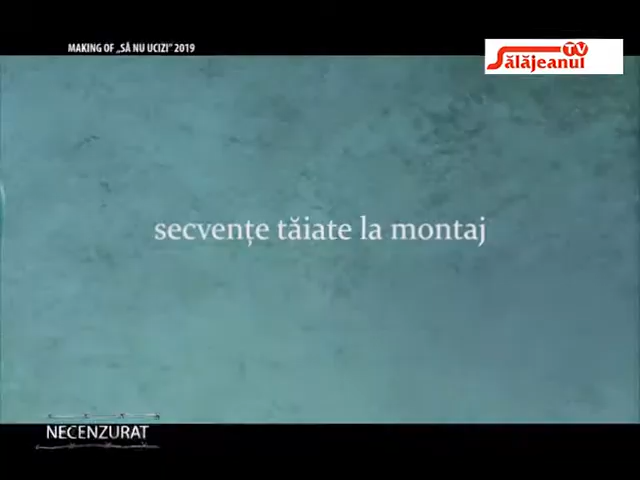 MAKING OF „SĂ NU UCIZI” 2019
Sălăjeanul TV
secvențe tăiate la montaj
NECENZURAT